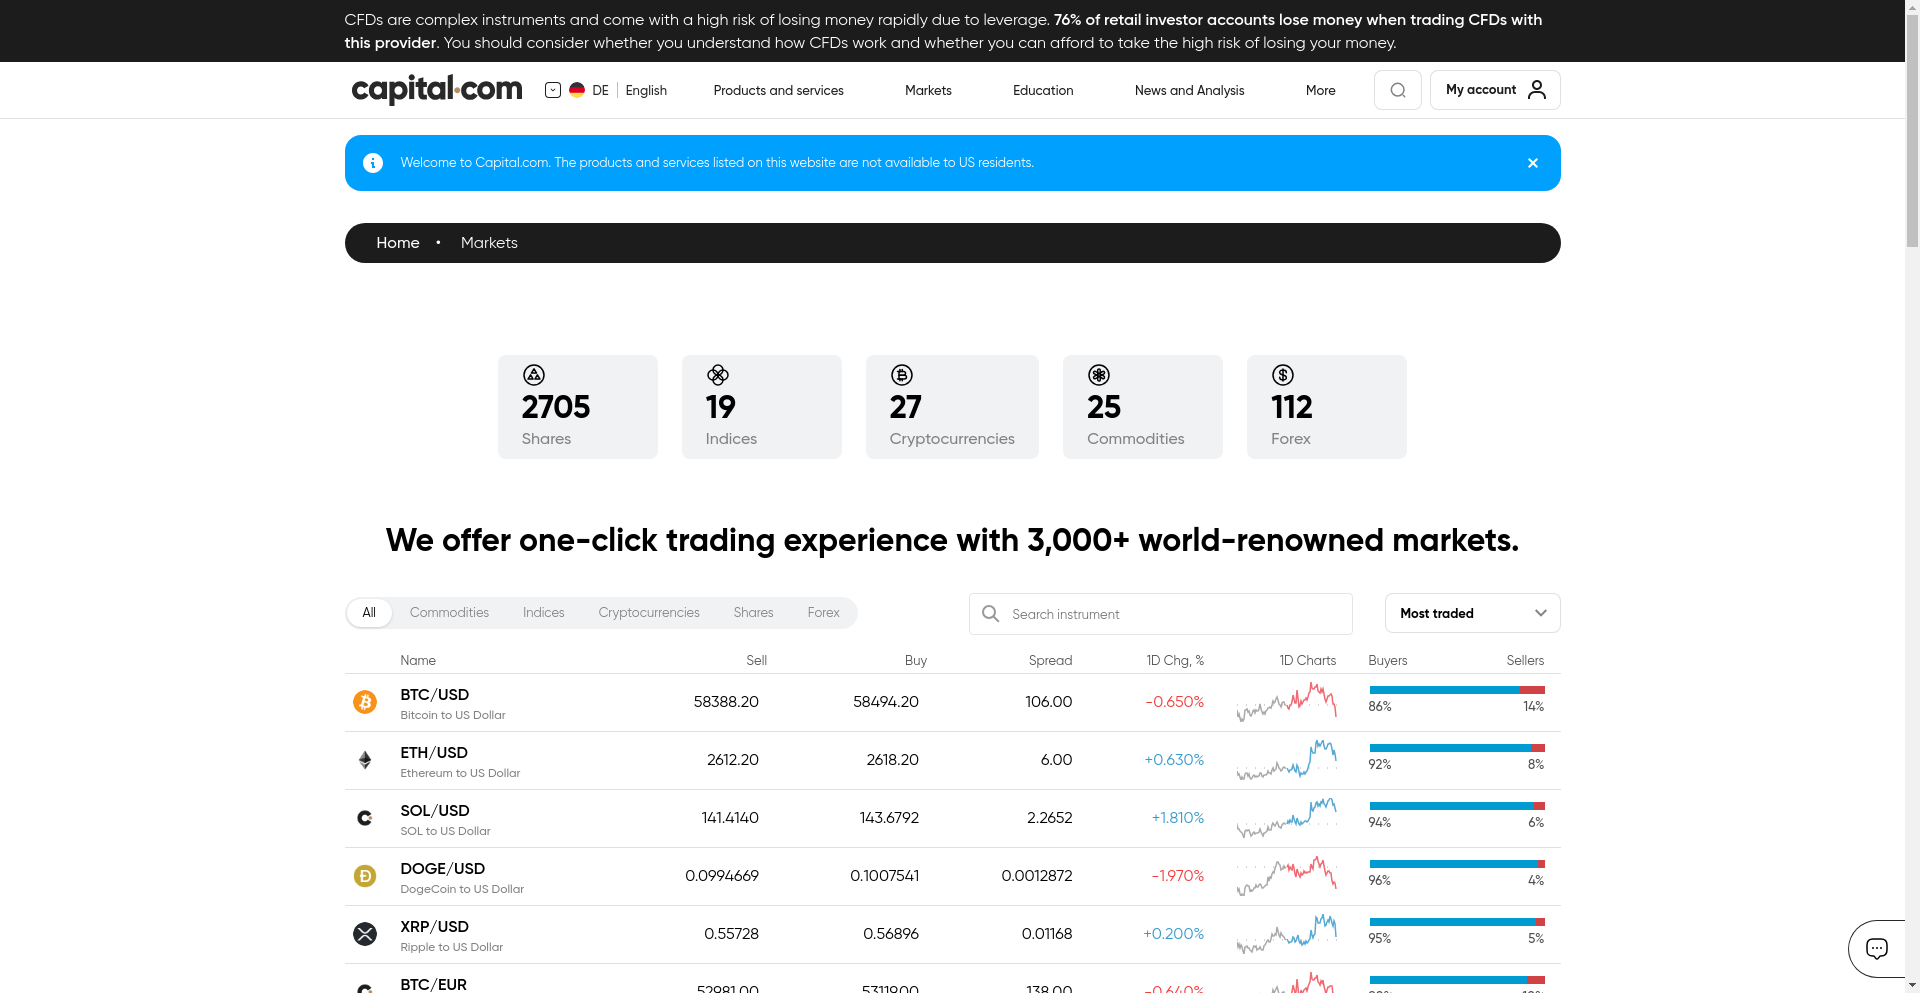 CFDs are complex instruments and come with a high risk of losing money rapidly due to leverage. 76% of retail investor accounts lose money when trading CFDs with
this provider. You should consider whether you understand how CFDs work and whether you can afford to take the high risk of losing your money.
capital.com DE English Products and services Markets Education News and Analysis More My account
Welcome to Capital.com. The products and services listed on this website are not available to US residents.
Home • Markets
2705 19 27 25 112
Shares Indices Cryptocurrencies Commodities Forex
We offer one-click trading experience with 3,000+ world-renowned markets.
All Commodities Indices Cryptocurrencies Shares Forex Search instrument Most traded
Name Sell Buy Spread 1D Chg, % 1D Charts Buyers Sellers
BTC/USD 58388.20 58494.20 106.00 -0.650% 86% 14%
Bitcoin to US Dollar
ETH/USD 2612.20 2618.20 6.00 +0.630% 92% 8%
Ethereum to US Dollar
SOL/USD 141.4140 143.6792 2.2652 +1.810% 94% 6%
SOL to US Dollar
DOGE/USD 0.0994669 0.1007541 0.0012872 -1.970% 96% 4%
DogeCoin to US Dollar
XRP/USD 0.55728 0.56896 0.01168 +0.200% 95% 5%
Ripple to US Dollar
BTC/EUR 52981.00 53119.00 138.00 -0.640%